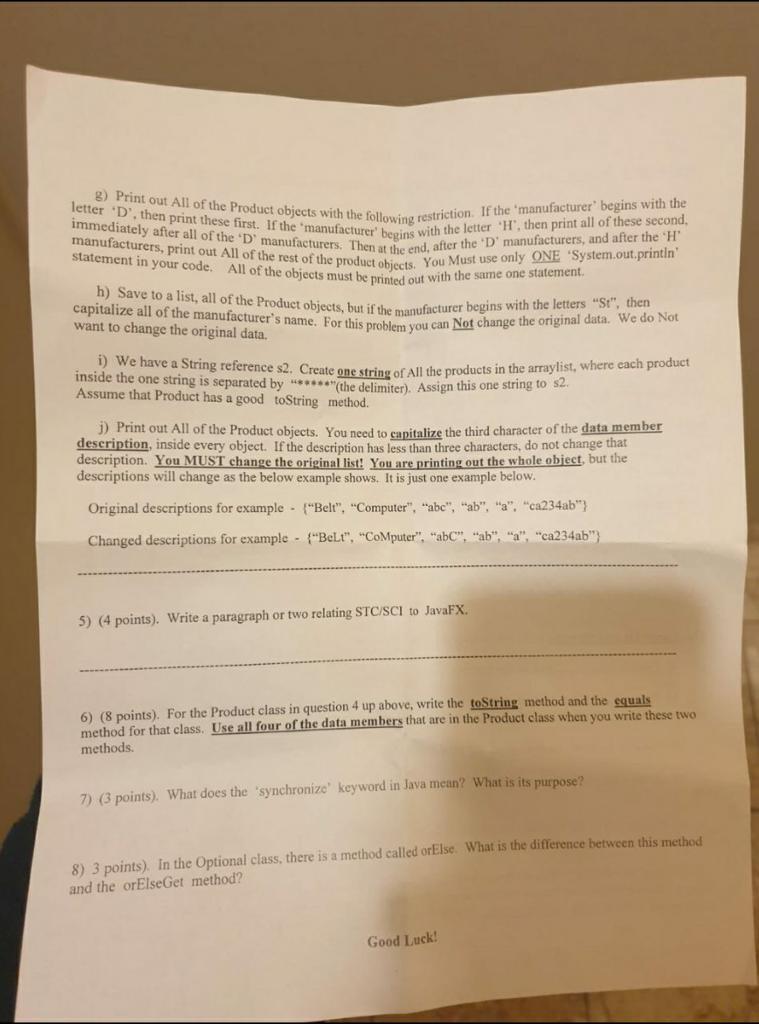 g) Print out All of the Product objects with the following restriction. If the 'manufacturer' begins with the
letter 'D', then print these first. If the 'manufacturer' begins with the letter 'H', then print all of these second,
immediately after all of the 'D' manufacturers. Then at the end, after the 'D' manufacturers, and after the 'H'
manufacturers, print out All of the rest of the product objects. You Must use only ONE 'System.out.println'
statement in your code. All of the objects must be printed out with the same one statement.
h) Save to a list, all of the Product objects, but if the manufacturer begins with the letters "St", then
capitalize all of the manufacturer's name. For this problem you can Not change the original data. We do Not
want to change the original data.
i) We have a String reference s2. Create one string of All the products in the arraylist, where each product
inside the one string is separated by "*****"(the delimiter). Assign this one string to s2.
Assume that Product has a good toString method.
j) Print out All of the Product objects. You need to capitalize the third character of the data member
description, inside every object. If the description has less than three characters, do not change that
description. You MUST change the original list! You are printing out the whole object, but the
descriptions will change as the below example shows. It is just one example below.
Original descriptions for example - {"Belt", "Computer", "abc", "ab", "a", "ca234ab"}
Changed descriptions for example - {"BeLt", "CoMputer", "abC", "ab", "a", "ca234ab"}
5) (4 points). Write a paragraph or two relating STC/SCI to JavaFX.
6) (8 points). For the Product class in question 4 up above, write the toString method and the equals
method for that class. Use all four of the data members that are in the Product class when you write these two
methods.
7) (3 points). What does the 'synchronize' keyword in Java mean? What is its purpose?
8) 3 points). In the Optional class, there is a method called orElse. What is the difference between this method
and the orElseGet method?
Good Luck!